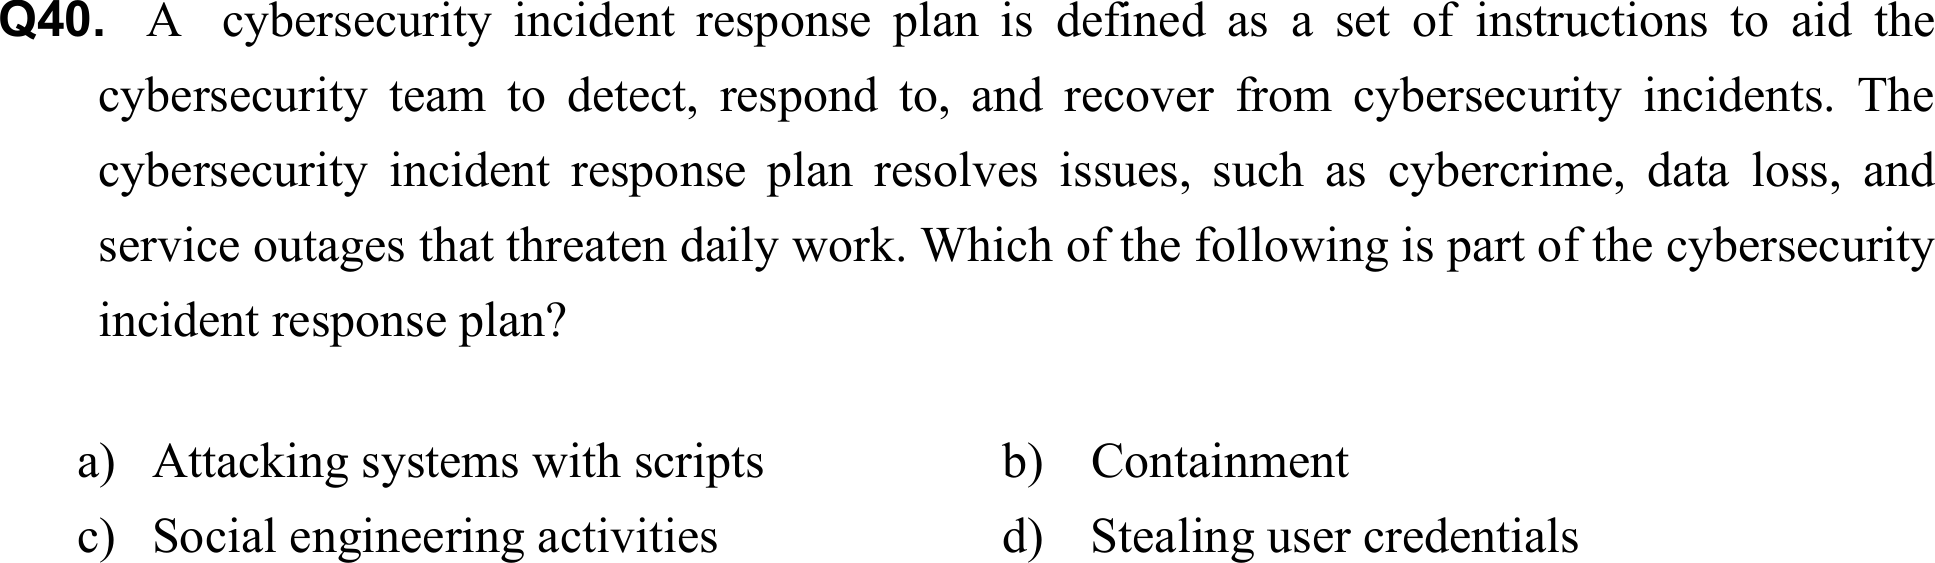 Q40. A cybersecurity incident response plan is defined as a set of instructions to aid the
cybersecurity team to detect, respond to, and recover from cybersecurity incidents. The
cybersecurity incident response plan resolves issues, such as cybercrime, data loss, and
service outages that threaten daily work. Which of the following is part of the cybersecurity
incident response plan?
a) Attacking systems with scripts b) Containment
c) Social engineering activities d) Stealing user credentials